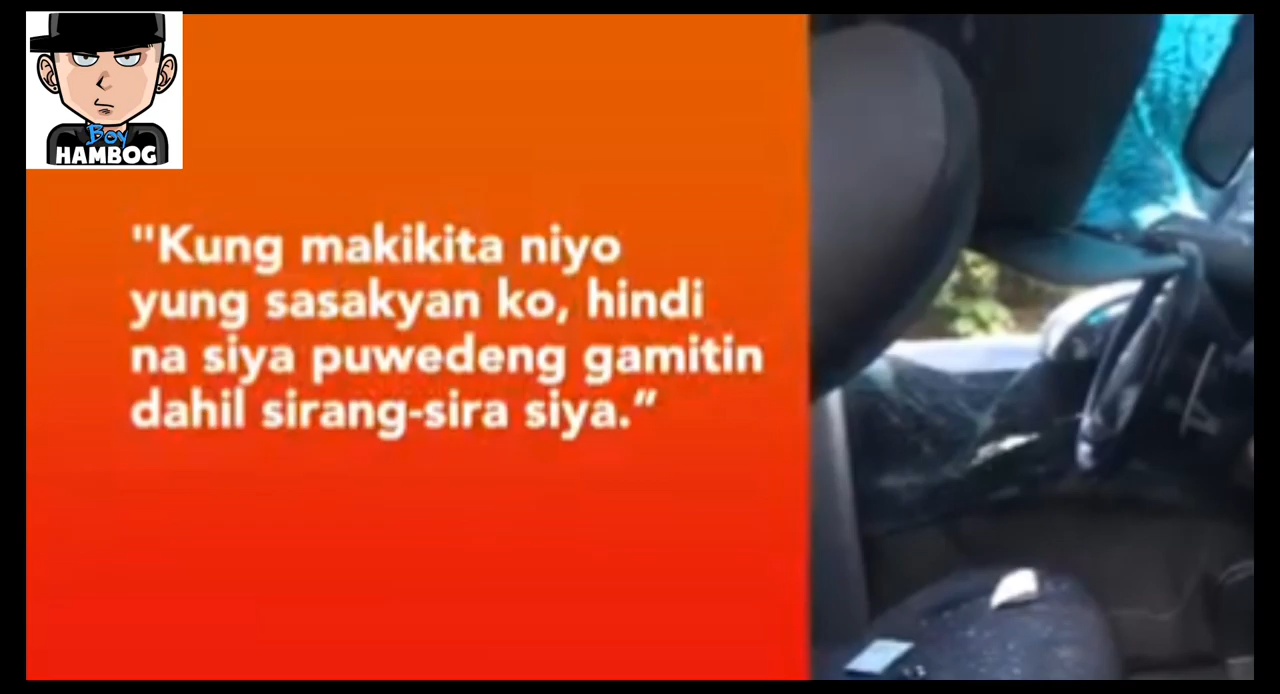 Boy
HAMBOG
"Kung makikita niyo
yung sasakyan ko, hindi
na siya puwedeng gamitin
dahil sirang-sira siya.”